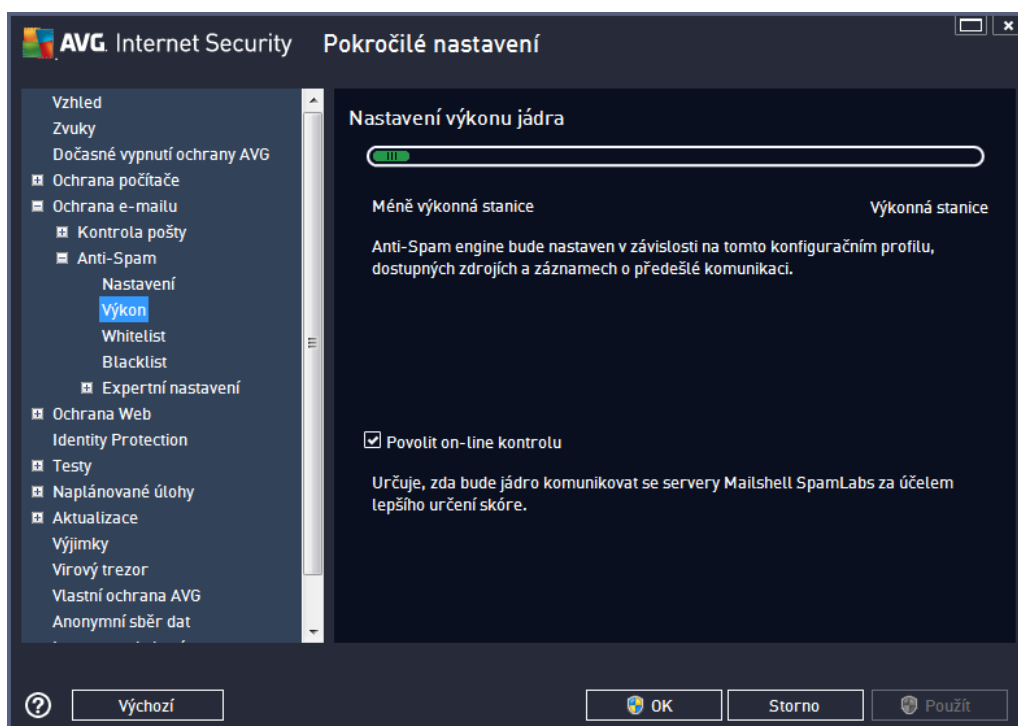 AVG. Internet Security Pokročilé nastavení
Vzhled
Zvuky
Dočasné vypnutí ochrany AVG
Ochrana počítače
Ochrana e-mailu
Kontrola pošty
Anti-Spam
Nastavení
Výkon
Whitelist
Blacklist
Expertní nastavení
Ochrana Web
Identity Protection
Testy
Naplánované úlohy
Aktualizace
Výjimky
Virový trezor
Vlastní ochrana AVG
Anonymní sběr dat
Nastavení výkonu jádra
Méně výkonná stanice Výkonná stanice
Anti-Spam engine bude nastaven v závislosti na tomto konfiguračním profilu,
dostupných zdrojích a záznamech o předešlé komunikaci.
Povolit on-line kontrolu
Určuje, zda bude jádro komunikovat se servery Mailshell SpamLabs za účelem
lepšího určení skóre.
Výchozí OK Storno Použít